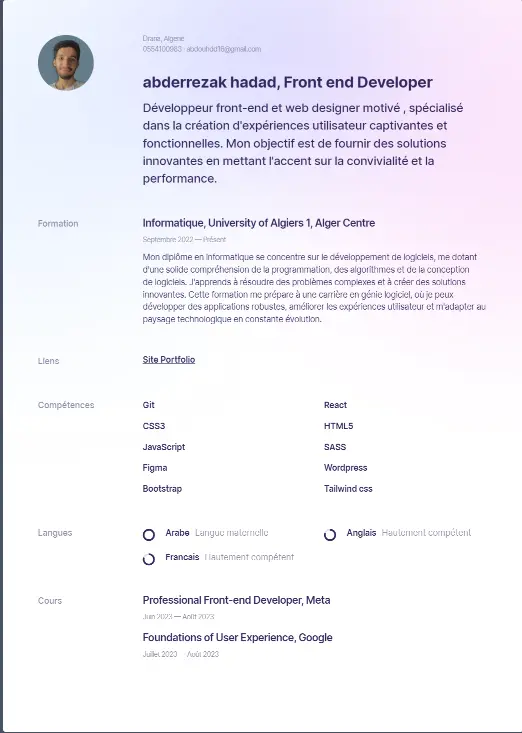 Draria, Algerie
0554100983 · abdouhdd16@gmail.com
abderrezak hadad, Front end Developer
Développeur front-end et web designer motivé , spécialisé
dans la création d'expériences utilisateur captivantes et
fonctionnelles. Mon objectif est de fournir des solutions
innovantes en mettant l'accent sur la convivialité et la
performance.
Formation
Informatique, University of Algiers 1, Alger Centre
Septembre 2022 — Présent
Mon diplôme en informatique se concentre sur le développement de logiciels, me dotant
d'une solide compréhension de la programmation, des algorithmes et de la conception
de logiciels. J'apprends à résoudre des problèmes complexes et à créer des solutions
innovantes. Cette formation me prépare à une carrière en génie logiciel, où je peux
développer des applications robustes, améliorer les expériences utilisateur et m'adapter au
paysage technologique en constante évolution.
Liens
Site Portfolio
Compétences
Git
React
CSS3
HTML5
JavaScript
SASS
Figma
Wordpress
Bootstrap
Tailwind css
Langues
Arabe Langue maternelle
Anglais Hautement compétent
Francais Hautement compétent
Cours
Professional Front-end Developer, Meta
Juin 2023 — Août 2023
Foundations of User Experience, Google
Juillet 2023 — Août 2023